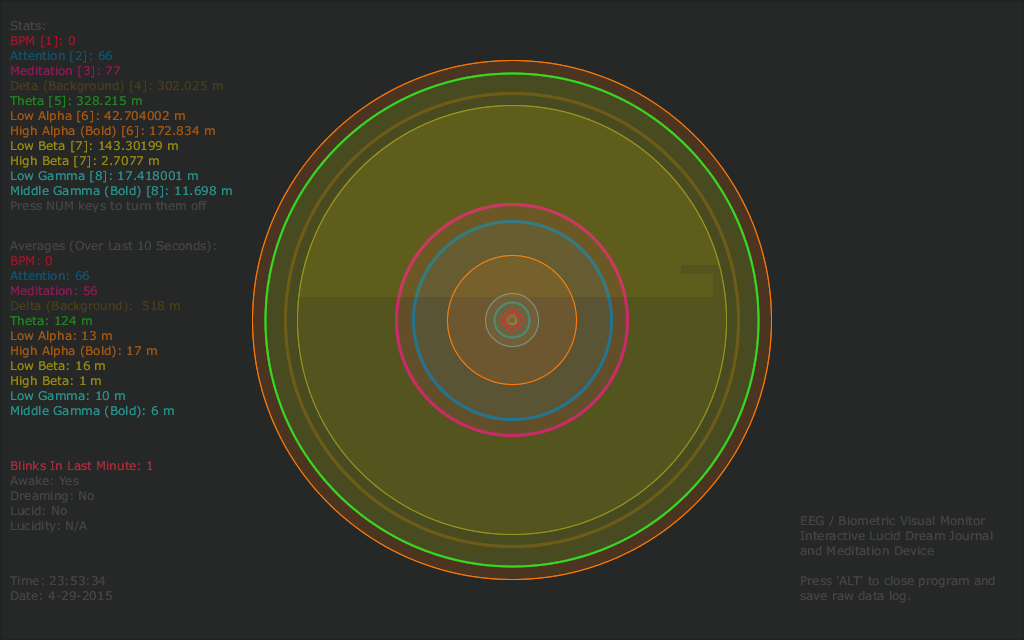 Stats:
BPM [1]: 0
Attention [2]: 66
Meditation [3]: 77
Deta (Background) [4]: 302.025 m
Theta [5]: 328.215 m
Low Alpha [6]: 42.704002 m
High Alpha (Bold) [6]: 172.834 m
Low Beta [7]: 143.30199 m
High Beta [7]: 2.7077 m
Low Gamma [8]: 17.418001 m
Middle Gamma (Bold) [8]: 11.698 m
Press NUM keys to turn them off
Averages (Over Last 10 Seconds):
BPM: 0
Attention: 66
Meditation: 56
Delta (Background):  518 m
Theta: 124 m
Low Alpha: 13 m
High Alpha (Bold): 17 m
Low Beta: 16 m
High Beta: 1 m
Low Gamma: 10 m
Middle Gamma (Bold): 6 m
Blinks In Last Minute: 1
Awake: Yes
Dreaming: No
Lucid: No
Lucidity: N/A
Time: 23:53:34
Date: 4-29-2015
EEG / Biometric Visual Monitor
Interactive Lucid Dream Journal
and Meditation Device
Press 'ALT' to close program and
save raw data log.